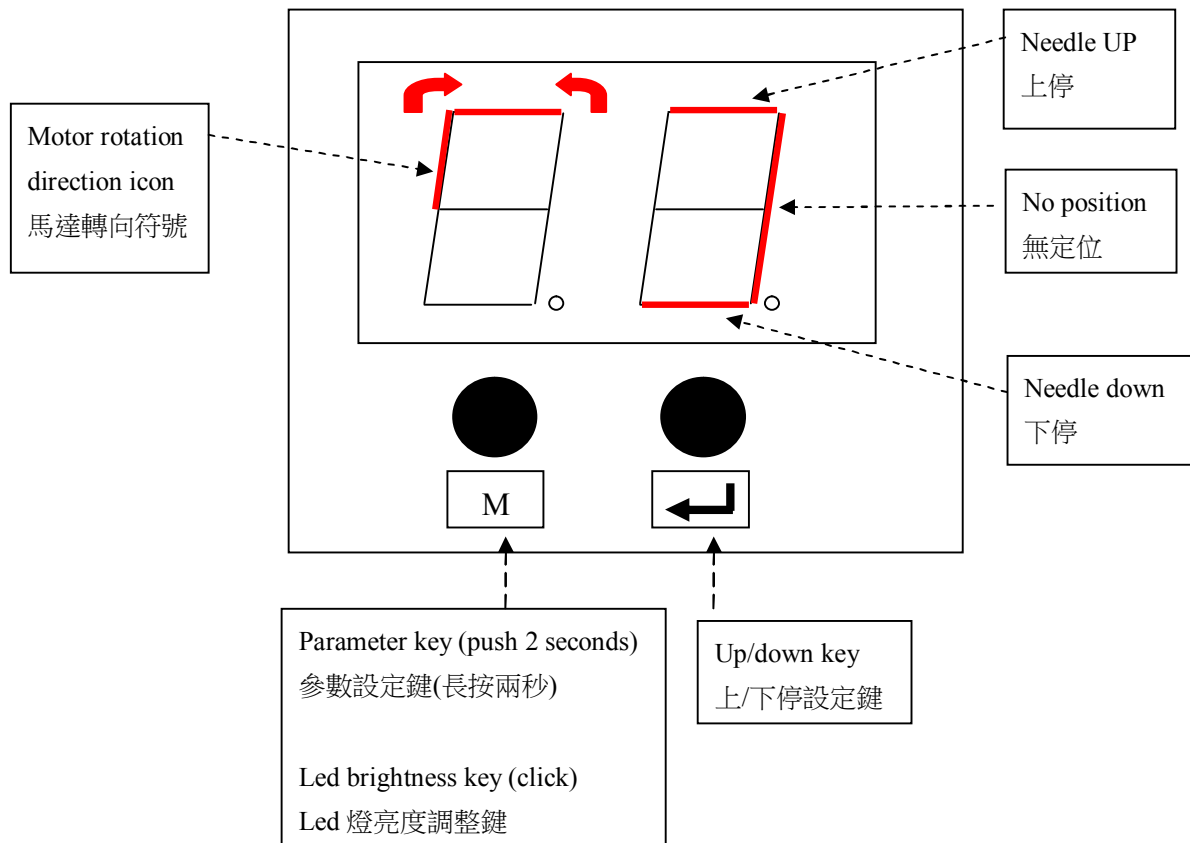 Needle UP
上停
Motor rotation
direction icon
馬達轉向符號
No position
無定位
Needle down
下停
M
Parameter key (push 2 seconds)
參數設定鍵(長按兩秒)
Led brightness key (click)
Led 燈亮度調整鍵
Up/down key
上/下停設定鍵